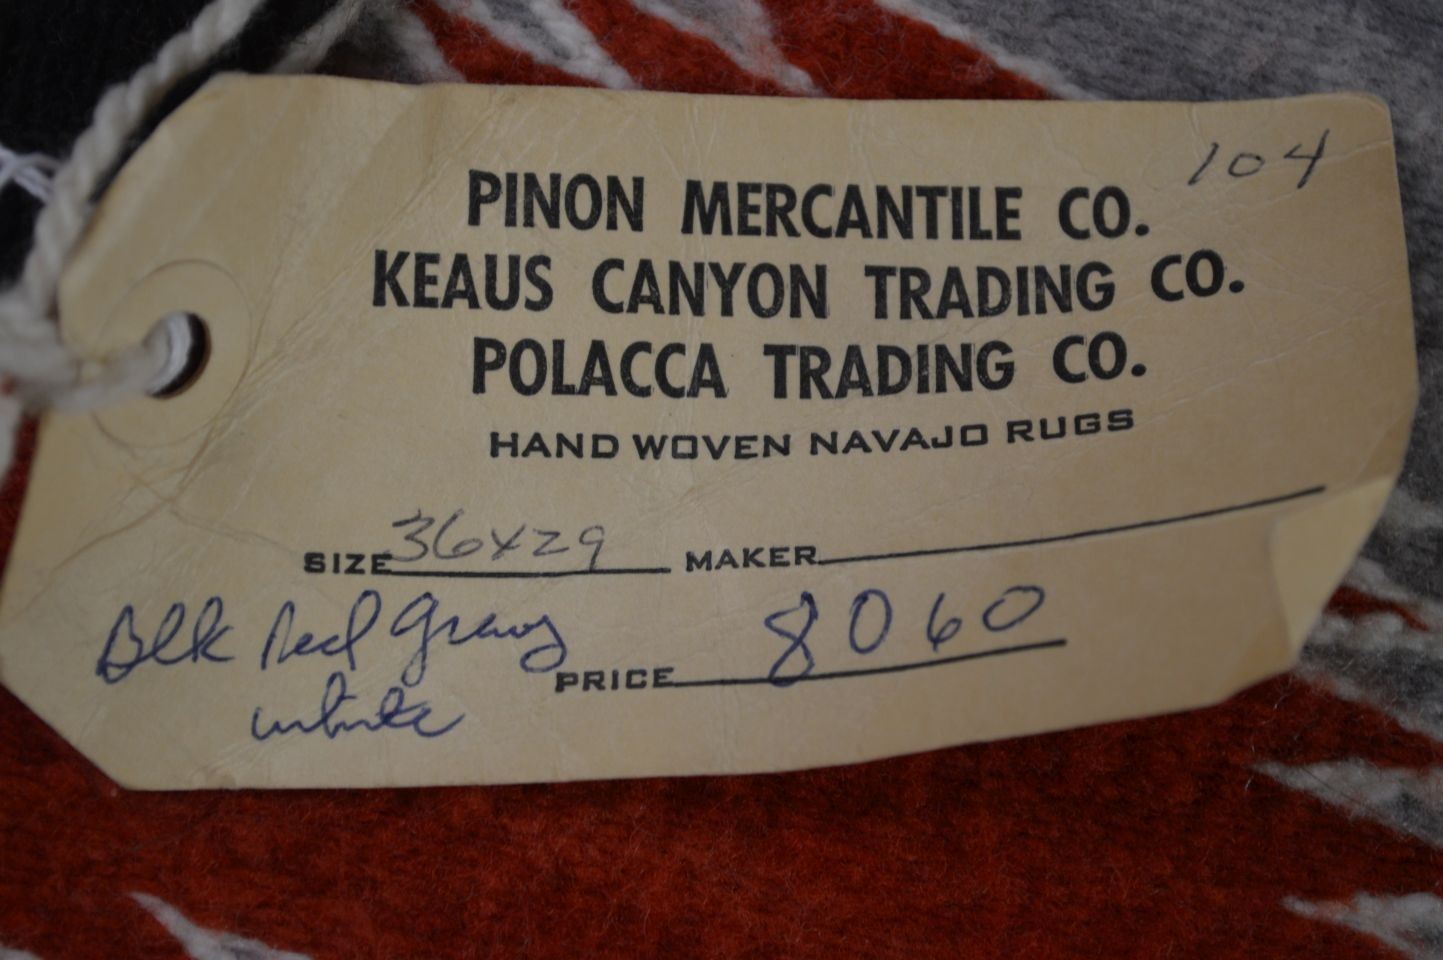 104
PINON MERCANTILE CO.
KEAUS CANYON TRADING CO.
POLACCA TRADING CO.
HAND WOVEN NAVAJO RUGS
SIZE 36x29 MAKER
Blk Red Gray
white
PRICE 8060